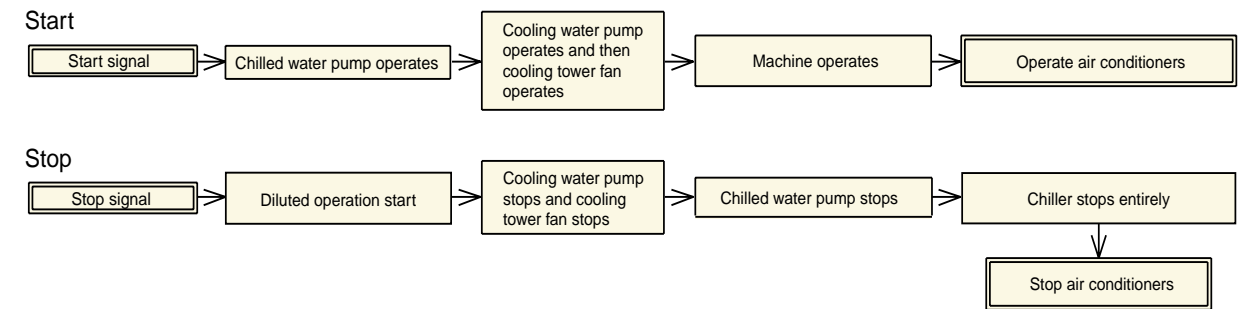 Start
Start signal
Chilled water pump operates
Cooling water pump
operates and then
cooling tower fan
operates
Machine operates
Operate air conditioners
Stop
Stop signal
Diluted operation start
Cooling water pump
stops and cooling
tower fan stops
Chilled water pump stops
Chiller stops entirely
Stop air conditioners